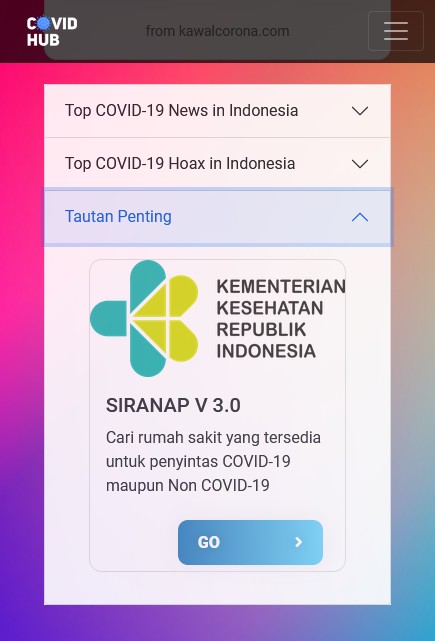 COVID
HUB
from kawalcorona.com
Top COVID-19 News in Indonesia
Top COVID-19 Hoax in Indonesia
Tautan Penting
KEMENTERIAN
KESEHATAN
REPUBLIK
INDONESIA
SIRANAP V 3.0
Cari rumah sakit yang tersedia
untuk penyintas COVID-19
maupun Non COVID-19
GO